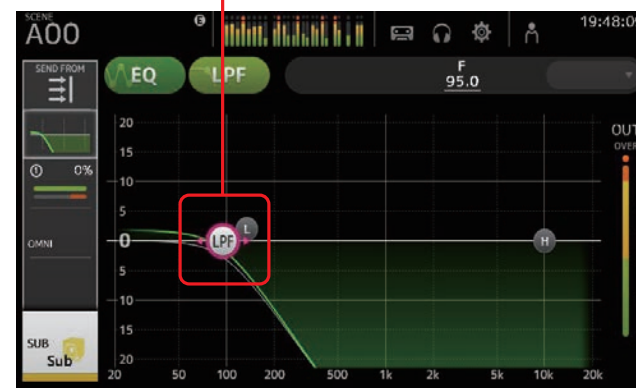 SCENE
A00
E
19:48:0
SEND FROM
EQ
LPF
F
95.0
20
15
10
5
0
5
10
15
20
OUT
OVER
① 0%
OMNI
LPF
L
H
SUB
Sub
20 50 100 200 500 1k 2k 5k 10k 20k